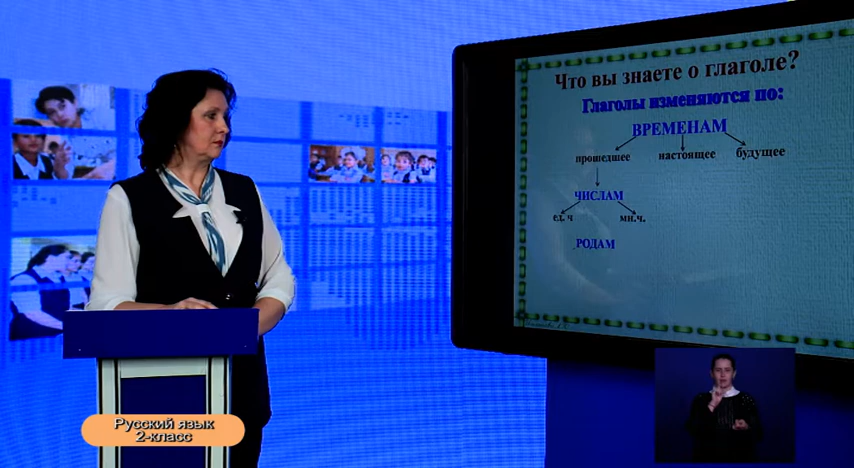 Что вы знаете о глаголе?
Глаголы изменяются по:
ВРЕМЕНАМ
прошедшее настоящее будущее
ЧИСЛАМ
ед. ч мн.ч.
РОДАМ
Русский язык
2-класс